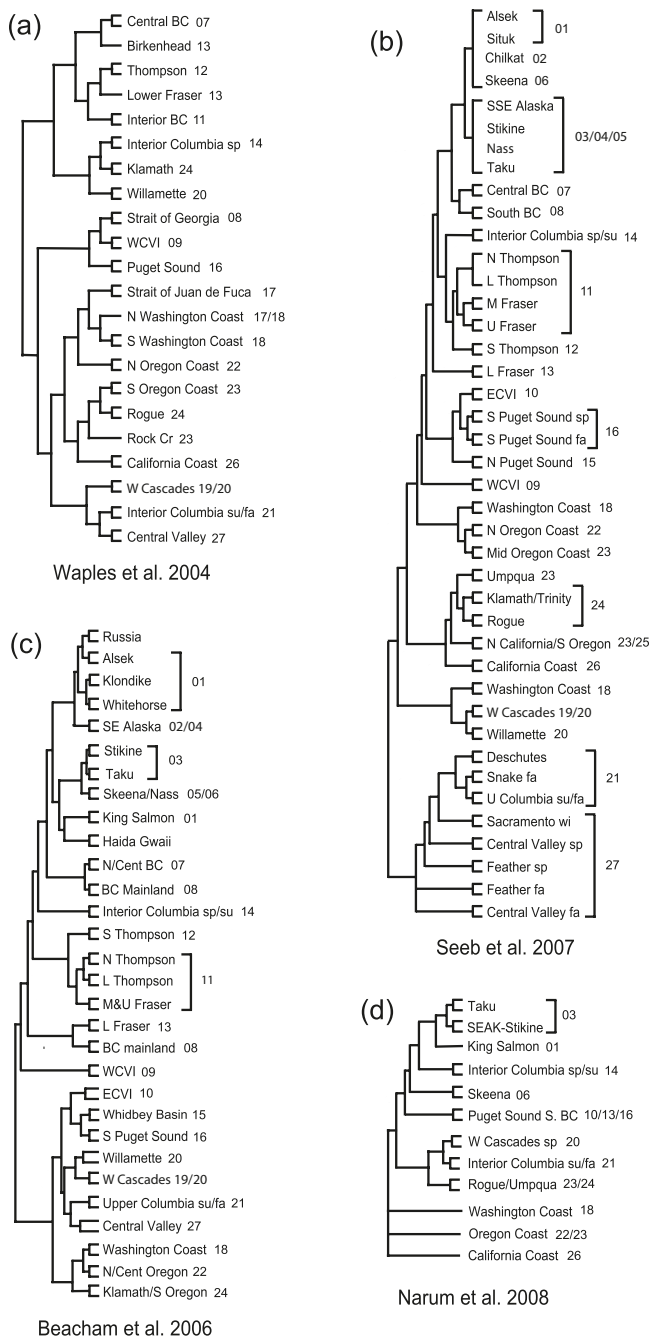 (a)
Central BC 07
Birkenhead 13
Thompson 12
Lower Fraser 13
Interior BC 11
Interior Columbia sp 14
Klamath 24
Willamette 20
Strait of Georgia 08
WCVI 09
Puget Sound 16
Strait of Juan de Fuca 17
N Washington Coast 17/18
S Washington Coast 18
N Oregon Coast 22
S Oregon Coast 23
Rogue 24
Rock Cr 23
California Coast 26
W Cascades 19/20
Interior Columbia su/fa 21
Central Valley 27
Waples et al. 2004
(b)
Alsek
Situk
01
Chilkat 02
Skeena 06
SSE Alaska
Stikine
Nass
Taku
03/04/05
Central BC 07
South BC 08
Interior Columbia sp/su 14
N Thompson
L Thompson
M Fraser
U Fraser
11
S Thompson 12
L Fraser 13
ECVI 10
S Puget Sound sp
S Puget Sound fa
16
N Puget Sound 15
WCVI 09
Washington Coast 18
N Oregon Coast 22
Mid Oregon Coast 23
Umpqua 23
Klamath/Trinity
Rogue
24
N California/S Oregon 23/25
California Coast 26
Washington Coast 18
W Cascades 19/20
Willamette 20
Deschutes
Snake fa
U Columbia su/fa
21
Sacramento wi
Central Valley sp
Feather sp
Feather fa
Central Valley fa
27
Seeb et al. 2007
(c)
Russia
Alsek
Klondike
Whitehorse
01
SE Alaska 02/04
Stikine
Taku
03
Skeena/Nass 05/06
King Salmon 01
Haida Gwaii
N/Cent BC 07
BC Mainland 08
Interior Columbia sp/su 14
S Thompson 12
N Thompson
L Thompson
M&U Fraser
11
L Fraser 13
BC mainland 08
WCVI 09
ECVI 10
Whidbey Basin 15
S Puget Sound 16
Willamette 20
W Cascades 19/20
Upper Columbia su/fa 21
Central Valley 27
Washington Coast 18
N/Cent Oregon 22
Klamath/S Oregon 24
Beacham et al. 2006
(d)
Taku
SEAK-Stikine
03
King Salmon 01
Interior Columbia sp/su 14
Skeena 06
Puget Sound S. BC 10/13/16
W Cascades sp 20
Interior Columbia su/fa 21
Rogue/Umpqua 23/24
Washington Coast 18
Oregon Coast 22/23
California Coast 26
Narum et al. 2008